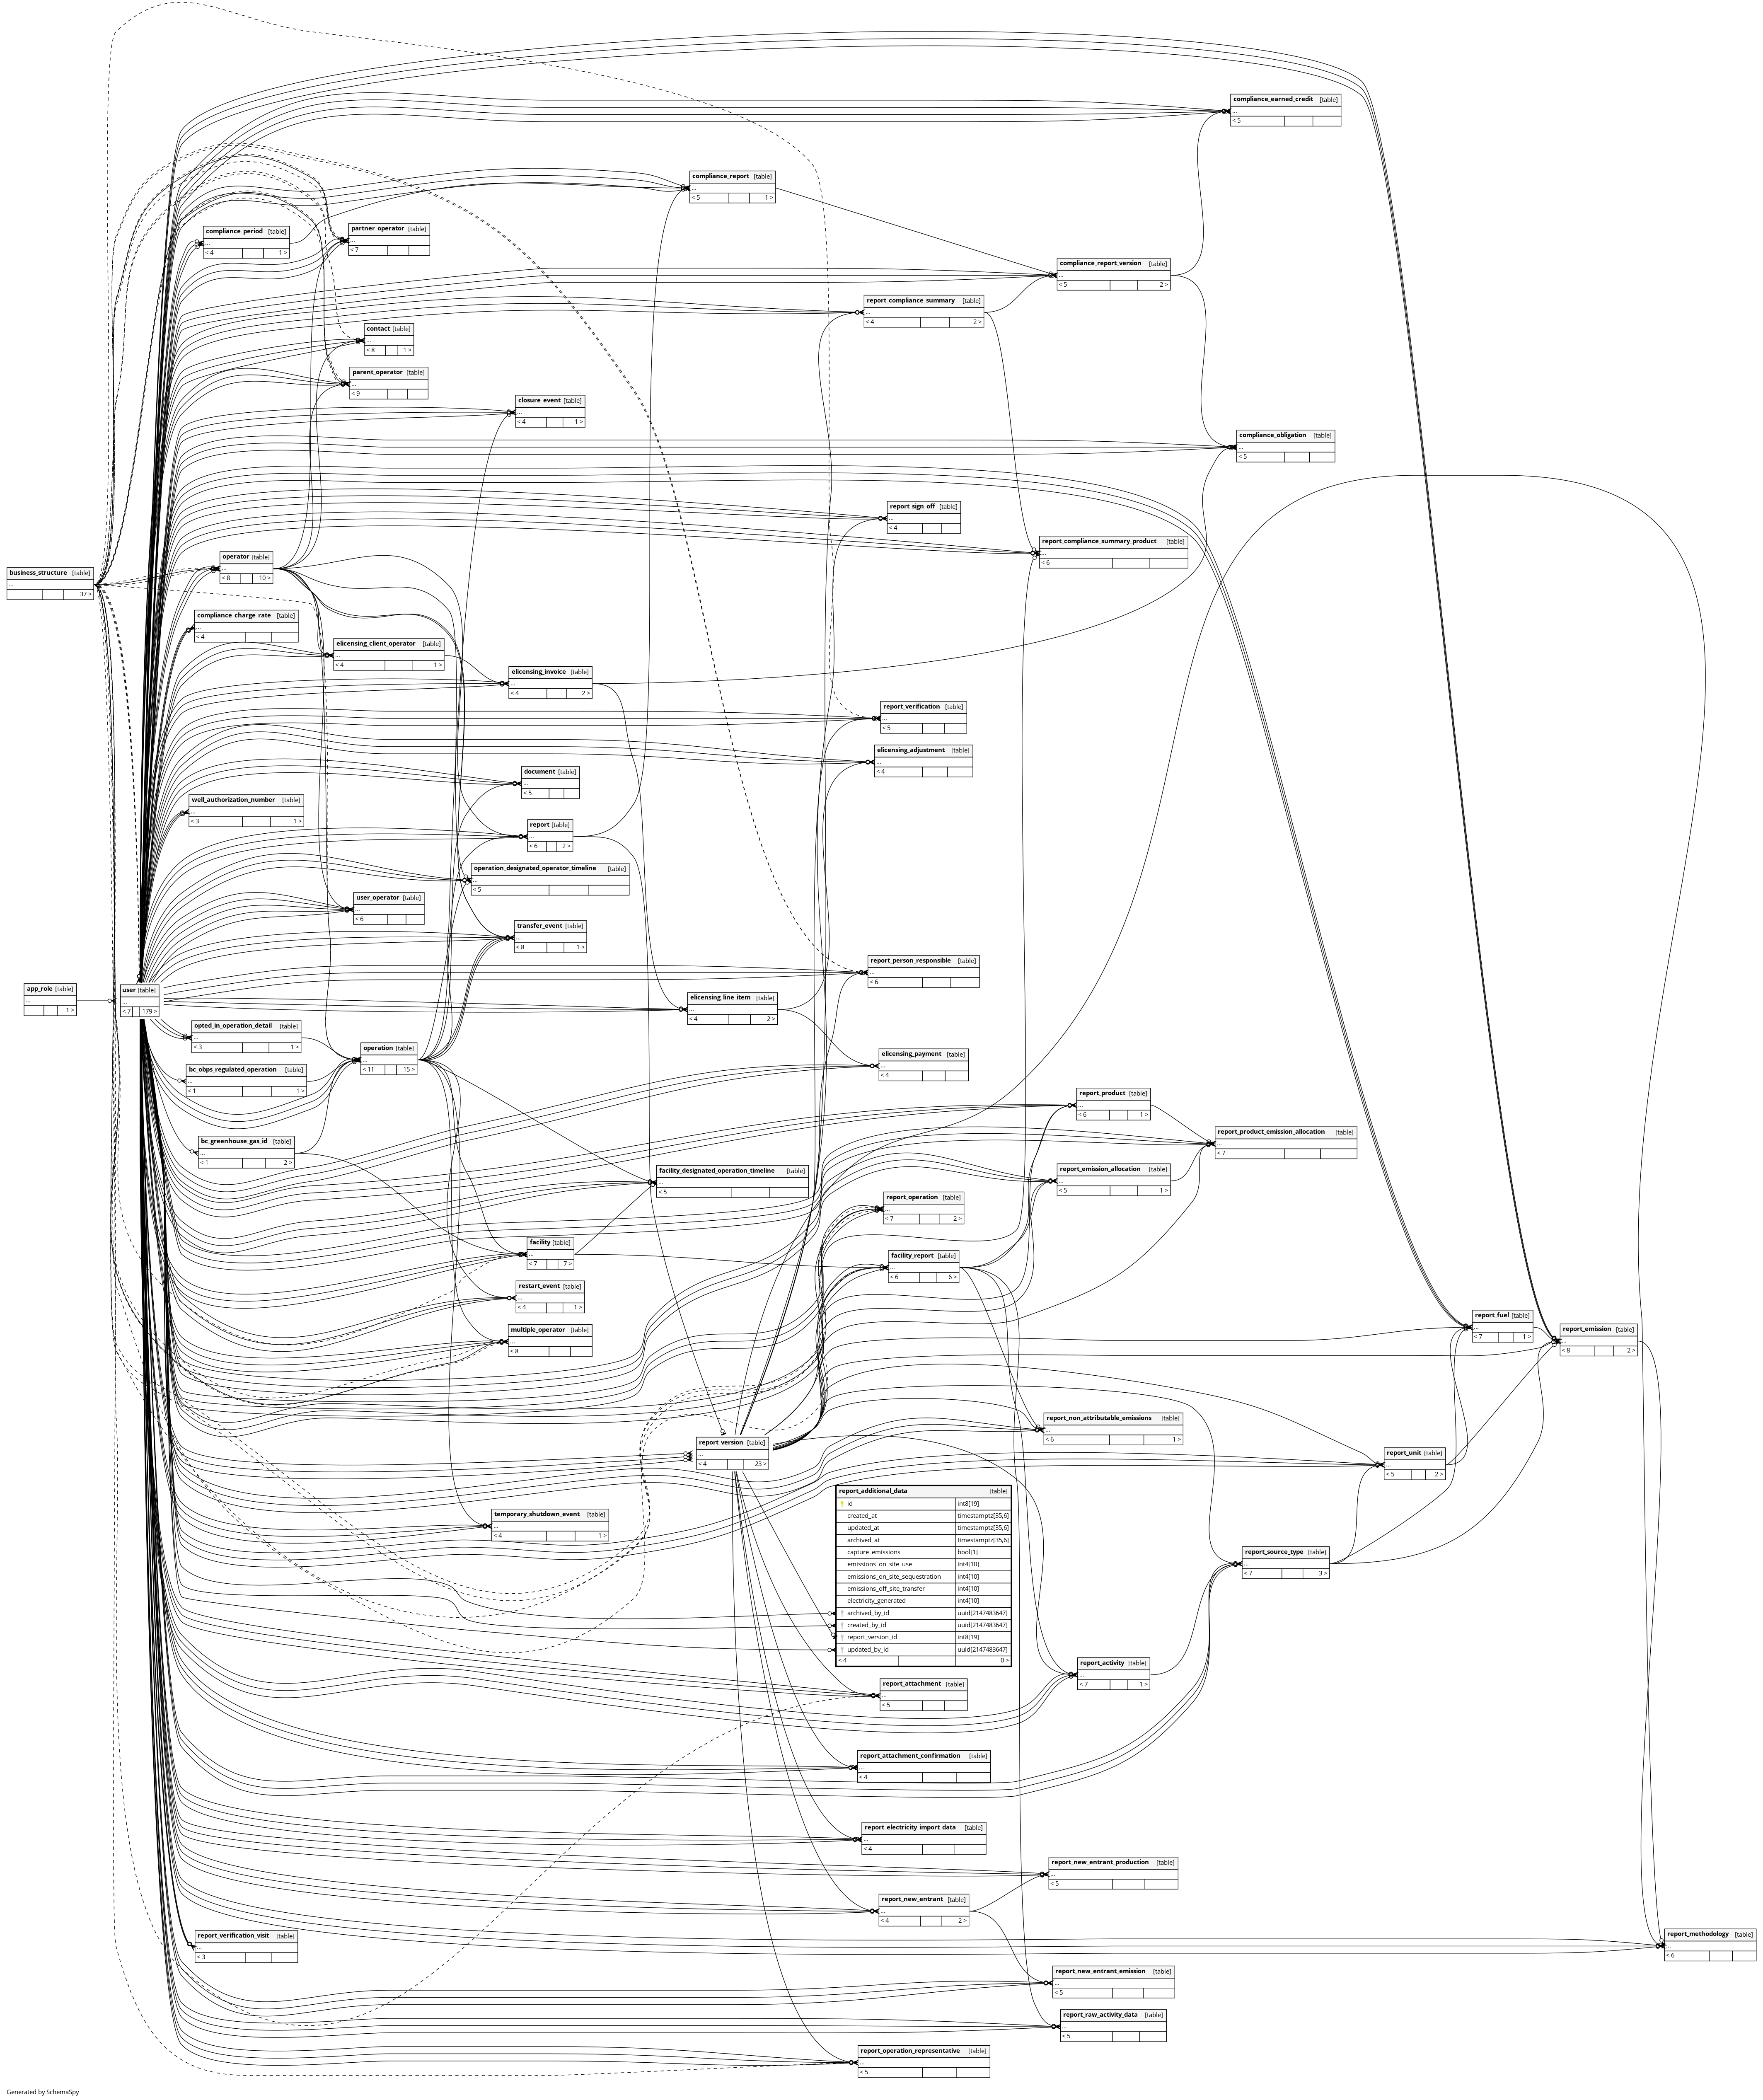 compliance_earned_credit [table]
...
< 5
compliance_report [table]
...
< 5 1 >
partner_operator [table]
...
< 7
compliance_period [table]
...
< 4 1 >
compliance_report_version [table]
...
< 5 2 >
report_compliance_summary [table]
...
< 4 2 >
contact [table]
...
< 8 1 >
parent_operator [table]
...
< 9
closure_event [table]
...
< 4 1 >
compliance_obligation [table]
...
< 5
report_sign_off [table]
...
< 4
report_compliance_summary_product [table]
...
< 6
operator [table]
...
< 8 10 >
business_structure [table]
...
37 >
compliance_charge_rate [table]
...
< 4
elicensing_client_operator [table]
...
< 4 1 >
elicensing_invoice [table]
...
< 4 2 >
report_verification [table]
...
< 5
elicensing_adjustment [table]
...
< 4
document [table]
...
< 5
well_authorization_number [table]
...
< 3 1 >
report [table]
...
< 6 2 >
operation_designated_operator_timeline [table]
...
< 5
user_operator [table]
...
< 6
transfer_event [table]
...
< 8 1 >
report_person_responsible [table]
...
< 6
app_role [table]
...
1 >
user [table]
...
< 7 179 >
elicensing_line_item [table]
...
< 4 2 >
opted_in_operation_detail [table]
...
< 3 1 >
operation [table]
...
< 11 15 >
elicensing_payment [table]
...
< 4
bc_obps_regulated_operation [table]
...
< 1 1 >
report_product [table]
...
< 6 1 >
report_product_emission_allocation [table]
...
< 7
bc_greenhouse_gas_id [table]
...
< 1 2 >
facility_designated_operation_timeline [table]
...
< 5
report_emission_allocation [table]
...
< 5 1 >
report_operation [table]
...
< 7 2 >
facility [table]
...
< 7 7 >
facility_report [table]
...
< 6 6 >
restart_event [table]
...
< 4 1 >
multiple_operator [table]
...
< 8
report_fuel [table]
...
< 7 1 >
report_emission [table]
...
< 8 2 >
report_non_attributable_emissions [table]
...
< 6 1 >
report_version [table]
...
< 4 23 >
report_unit [table]
...
< 5 2 >
report_additional_data [table]
id int8[19]
created_at timestamptz[35,6]
updated_at timestamptz[35,6]
archived_at timestamptz[35,6]
capture_emissions bool[1]
emissions_on_site_use int4[10]
emissions_on_site_sequestration int4[10]
emissions_off_site_transfer int4[10]
electricity_generated int4[10]
archived_by_id uuid[2147483647]
created_by_id uuid[2147483647]
report_version_id int8[19]
updated_by_id uuid[2147483647]
< 4 0 >
temporary_shutdown_event [table]
...
< 4 1 >
report_source_type [table]
...
< 7 3 >
report_activity [table]
...
< 7 1 >
report_attachment [table]
...
< 5
report_attachment_confirmation [table]
...
< 4
report_electricity_import_data [table]
...
< 4
report_new_entrant_production [table]
...
< 5
report_new_entrant [table]
...
< 4 2 >
report_verification_visit [table]
...
< 3
report_methodology [table]
...
< 6
report_new_entrant_emission [table]
...
< 5
report_raw_activity_data [table]
...
< 5
report_operation_representative [table]
...
< 5
Generated by SchemaSpy